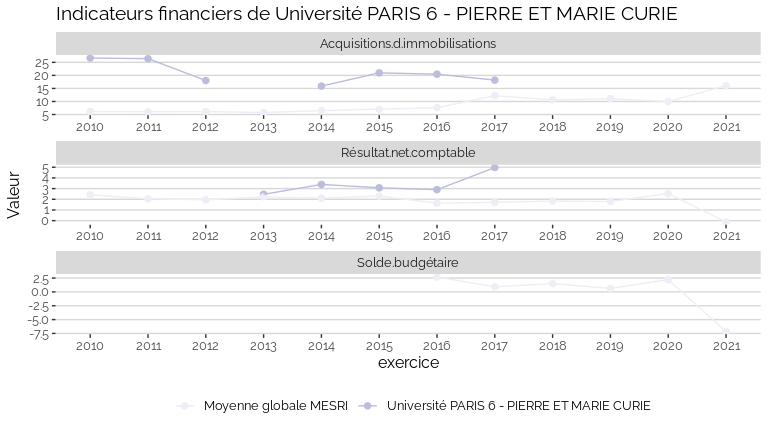 Indicateurs financiers de Université PARIS 6 - PIERRE ET MARIE CURIE
Acquisitions.d.immobilisations
25
20
15
10
5
2010 2011 2012 2013 2014 2015 2016 2017 2018 2019 2020 2021
Résultat.net.comptable
5
4
3
2
1
0
2010 2011 2012 2013 2014 2015 2016 2017 2018 2019 2020 2021
Valeur
Solde.budgétaire
2.5
0.0
-2.5
-5.0
-7.5
2010 2011 2012 2013 2014 2015 2016 2017 2018 2019 2020 2021
exercice
Moyenne globale MESRI Université PARIS 6 - PIERRE ET MARIE CURIE